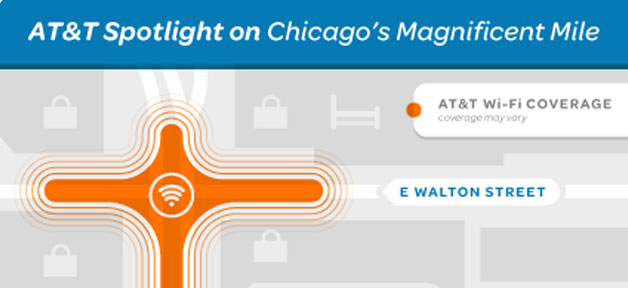 AT&T Spotlight on Chicago's Magnificent Mile
AT&T Wi-Fi COVERAGE
coverage may vary
E WALTON STREET